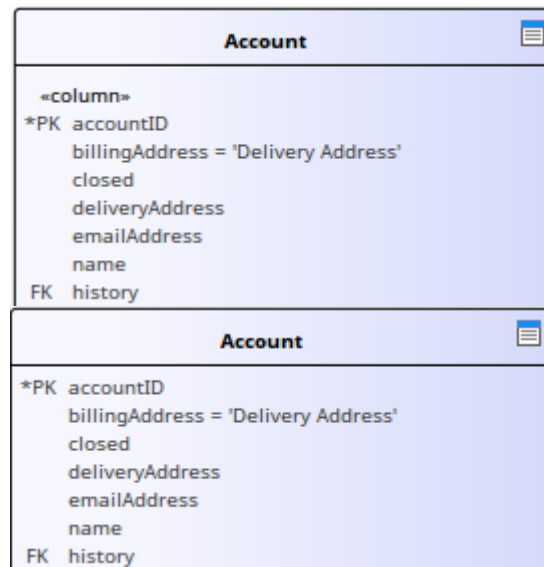 Account
«column»
*PK accountID
billingAddress = 'Delivery Address'
closed
deliveryAddress
emailAddress
name
FK history
Account
*PK accountID
billingAddress = 'Delivery Address'
closed
deliveryAddress
emailAddress
name
FK history